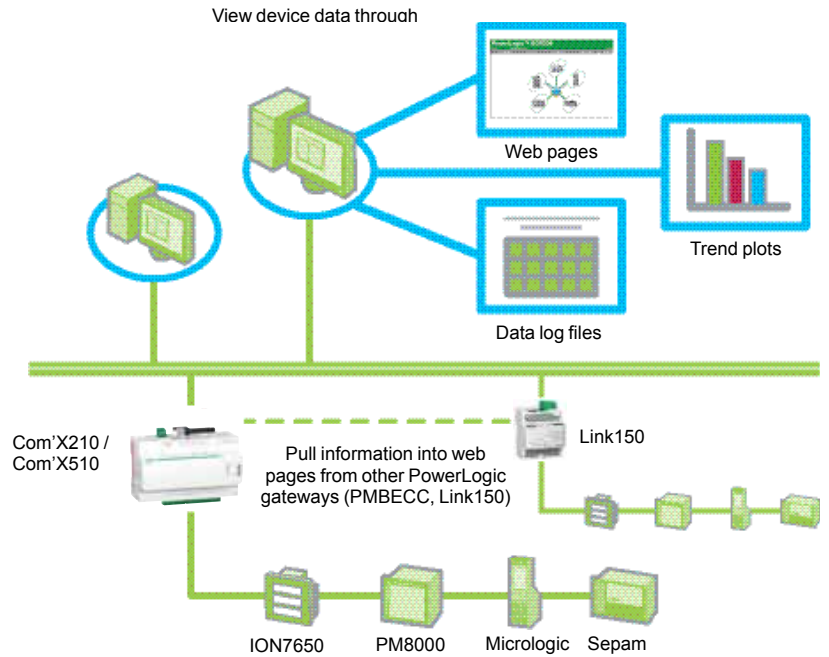 View device data through
Web pages
Trend plots
Data log files
Com'X210 /
Com'X510
Link150
Pull information into web
pages from other PowerLogic
gateways (PMBECC, Link150)
ION7650
PM8000
Micrologic
Sepam